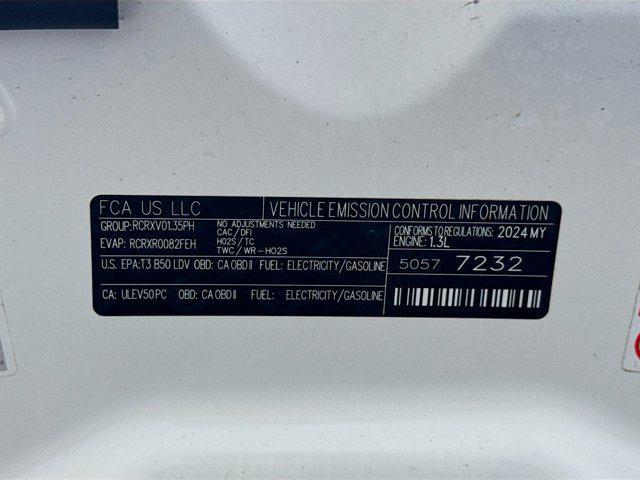 FCA US LLC
VEHICLE EMISSION CONTROL INFORMATION
GROUP:RCRXV01.35PH
EVAP: RCRXR0082FEH
NO ADJUSTMENTS NEEDED
CAC/DFI
HO2S/TC
TWC/WR-HO2S
CONFORMS TO REGULATIONS: 2024 MY
ENGINE: 1.3L
U.S. EPA:T3 B50 LDV OBD: CA OBD II FUEL: ELECTRICITY/GASOLINE
5057 7232
CA: ULEV50 PC OBD: CA OBD II FUEL: ELECTRICITY/GASOLINE